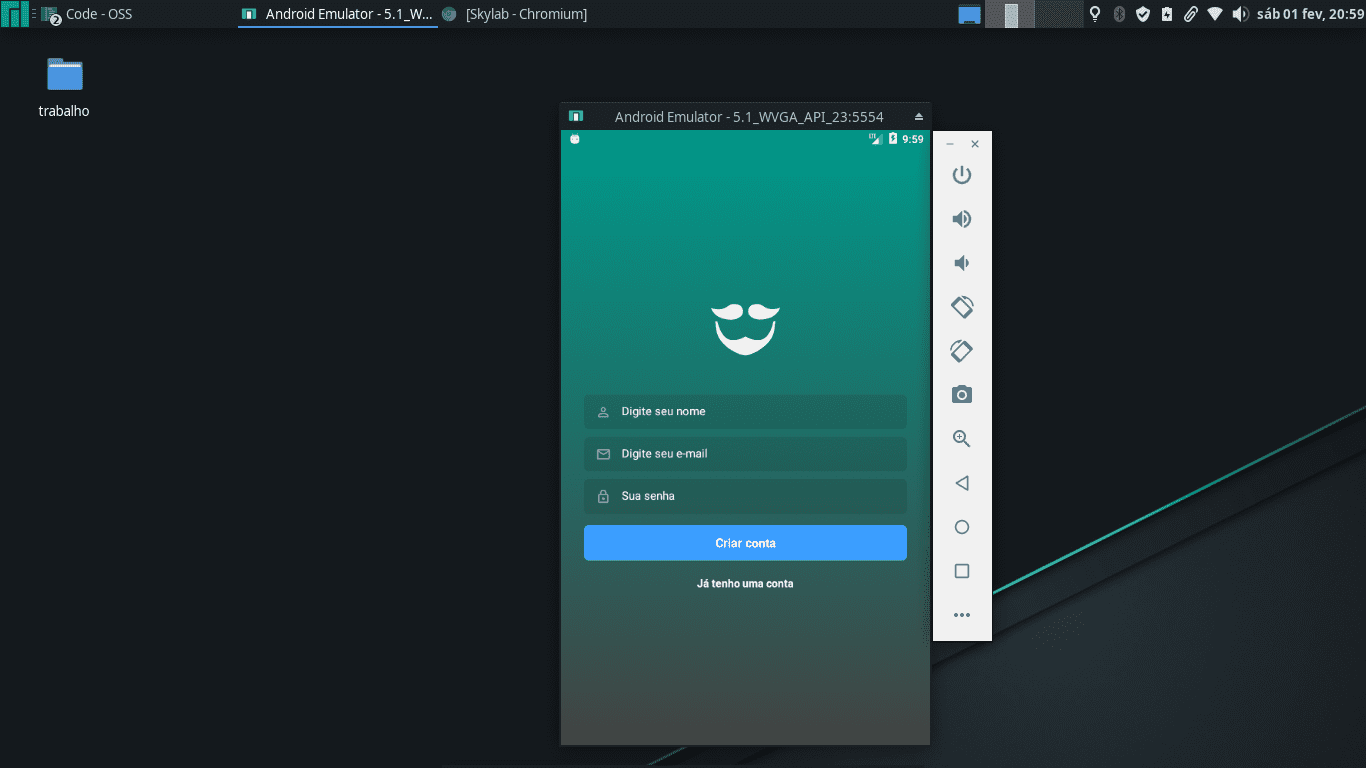 Code - OSS
2
Android Emulator - 5.1_W...
[Skylab - Chromium]
sáb 01 fev, 20:59
trabalho
Android Emulator - 5.1_WVGA_API_23:5554
LTE
9:59
Digite seu nome
Digite seu e-mail
Sua senha
Criar conta
Já tenho uma conta